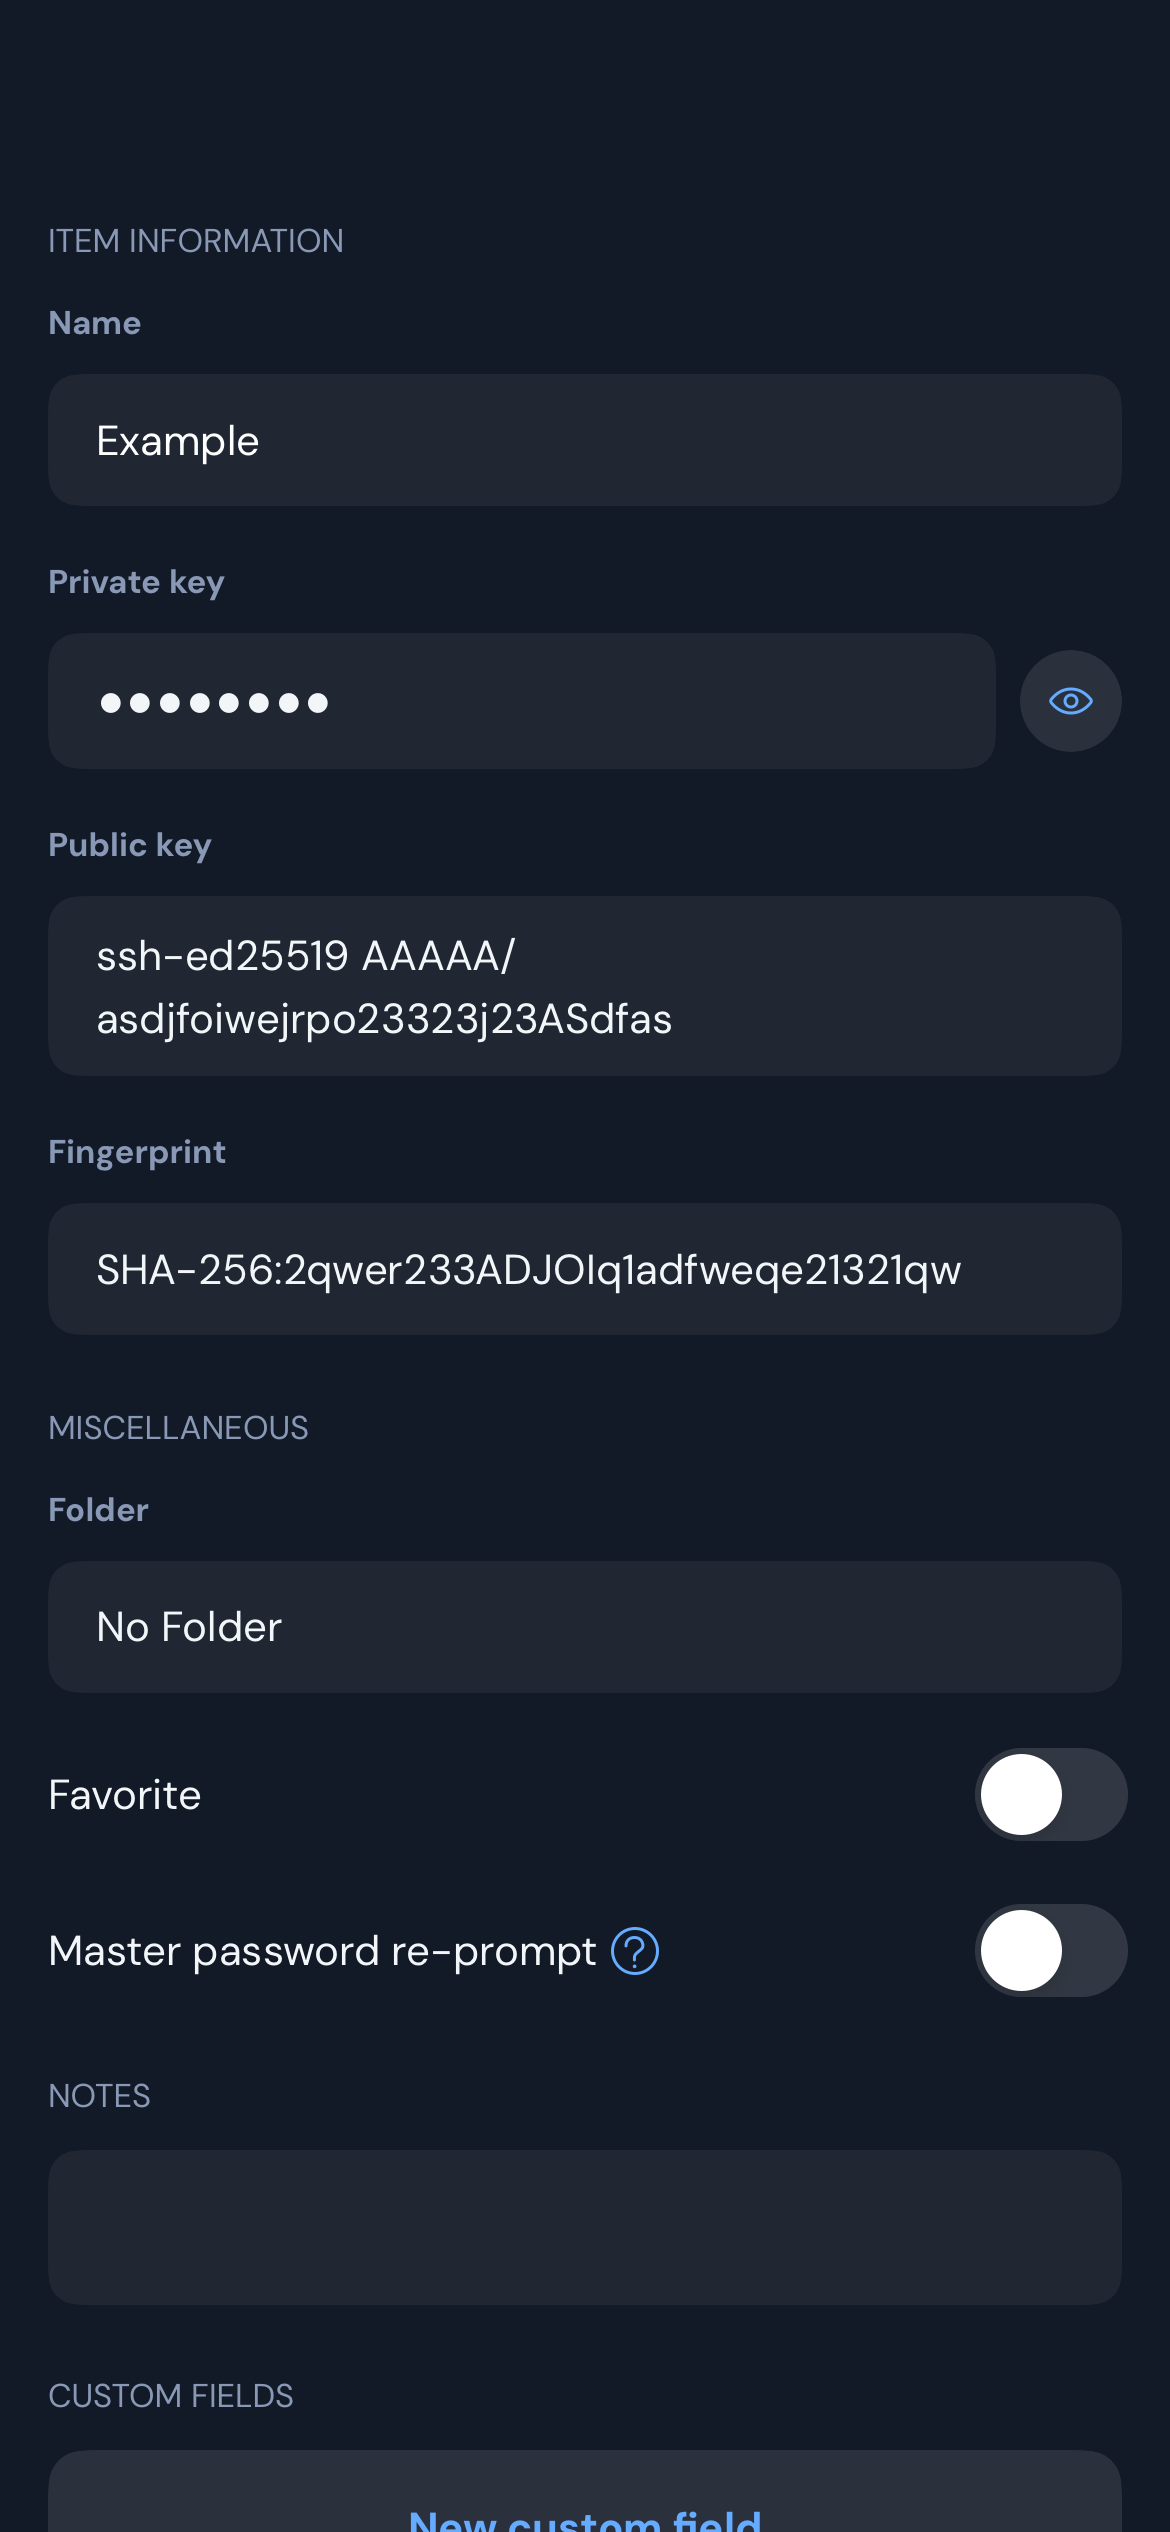 ITEM INFORMATION
Name
Example
Private key
●●●●●●●●
Public key
ssh-ed25519 AAAAA/
asdjfoiwejrpo23323j23ASdfas
Fingerprint
SHA-256:2qwer233ADJOIq1adfweqe21321qw
MISCELLANEOUS
Folder
No Folder
Favorite
Master password re-prompt ?
NOTES
CUSTOM FIELDS
New custom field